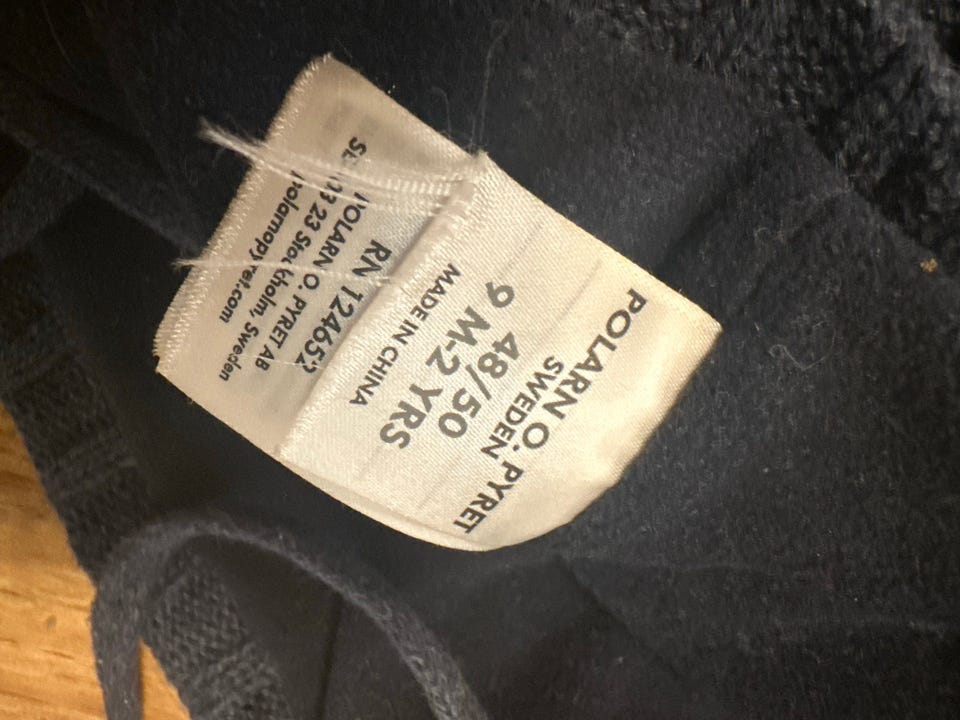 POLARN O. PYRET
SWEDEN
48/50
9 M-2 YRS
MADE IN CHINA
RN 124652
POLARN O. PYRET AB
23 Stockholm, Sweden
polarnopyret.com